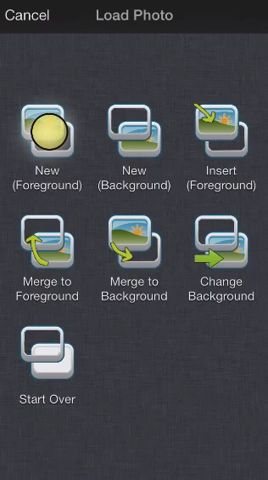 Cancel Load Photo
New New Insert
(Foreground) (Background) (Foreground)
Merge to Merge to Change
Foreground Background Background
Start Over